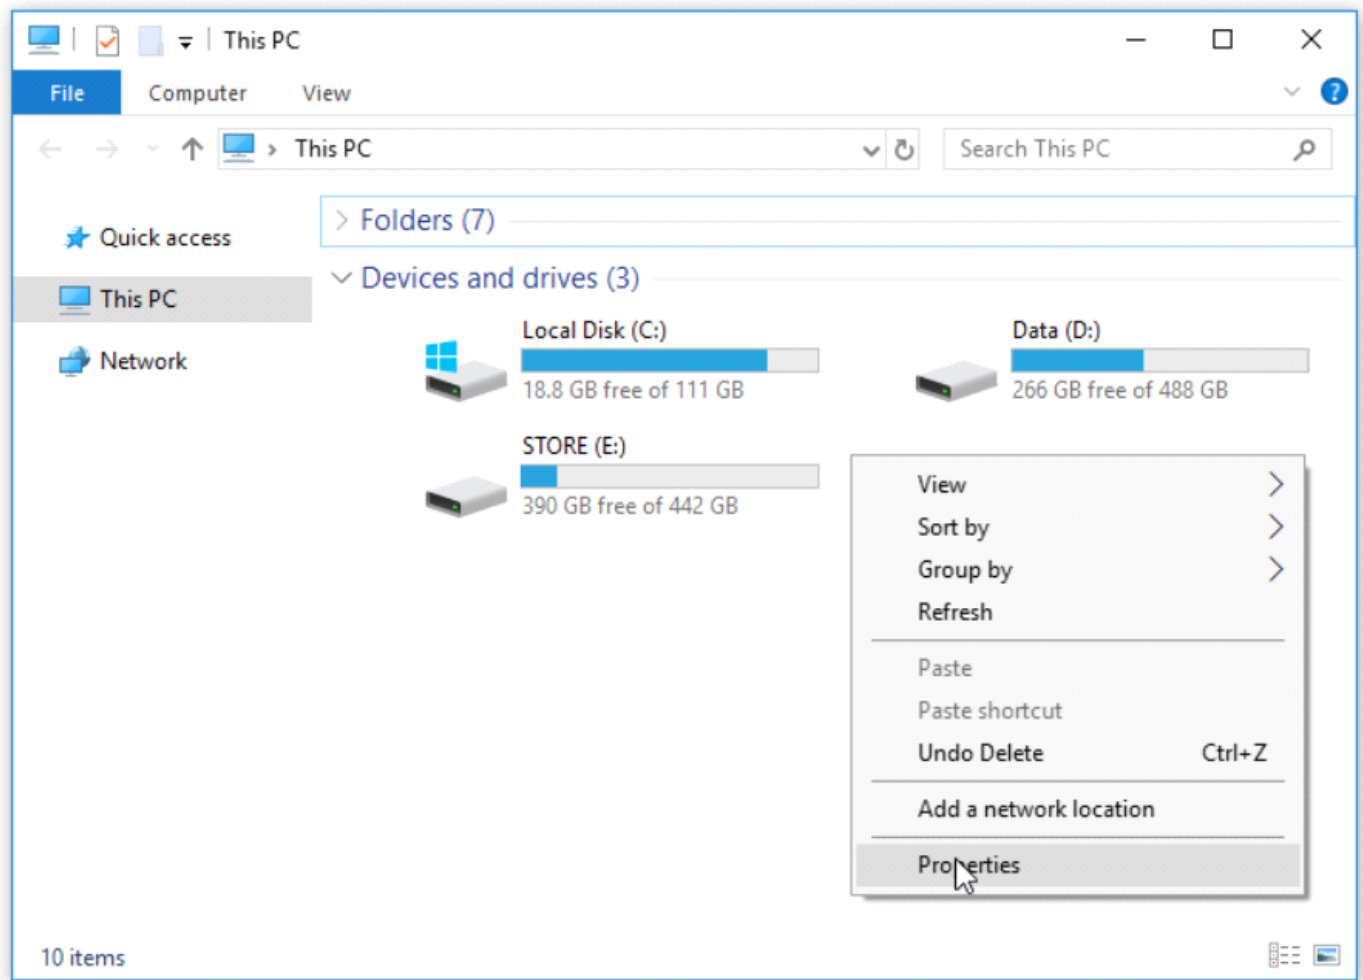 This PC
File Computer View
This PC
Search This PC
Quick access
This PC
Network
Folders (7)
Devices and drives (3)
Local Disk (C:)
18.8 GB free of 111 GB
Data (D:)
266 GB free of 488 GB
STORE (E:)
390 GB free of 442 GB
View
Sort by
Group by
Refresh
Paste
Paste shortcut
Undo Delete Ctrl+Z
Add a network location
Properties
10 items